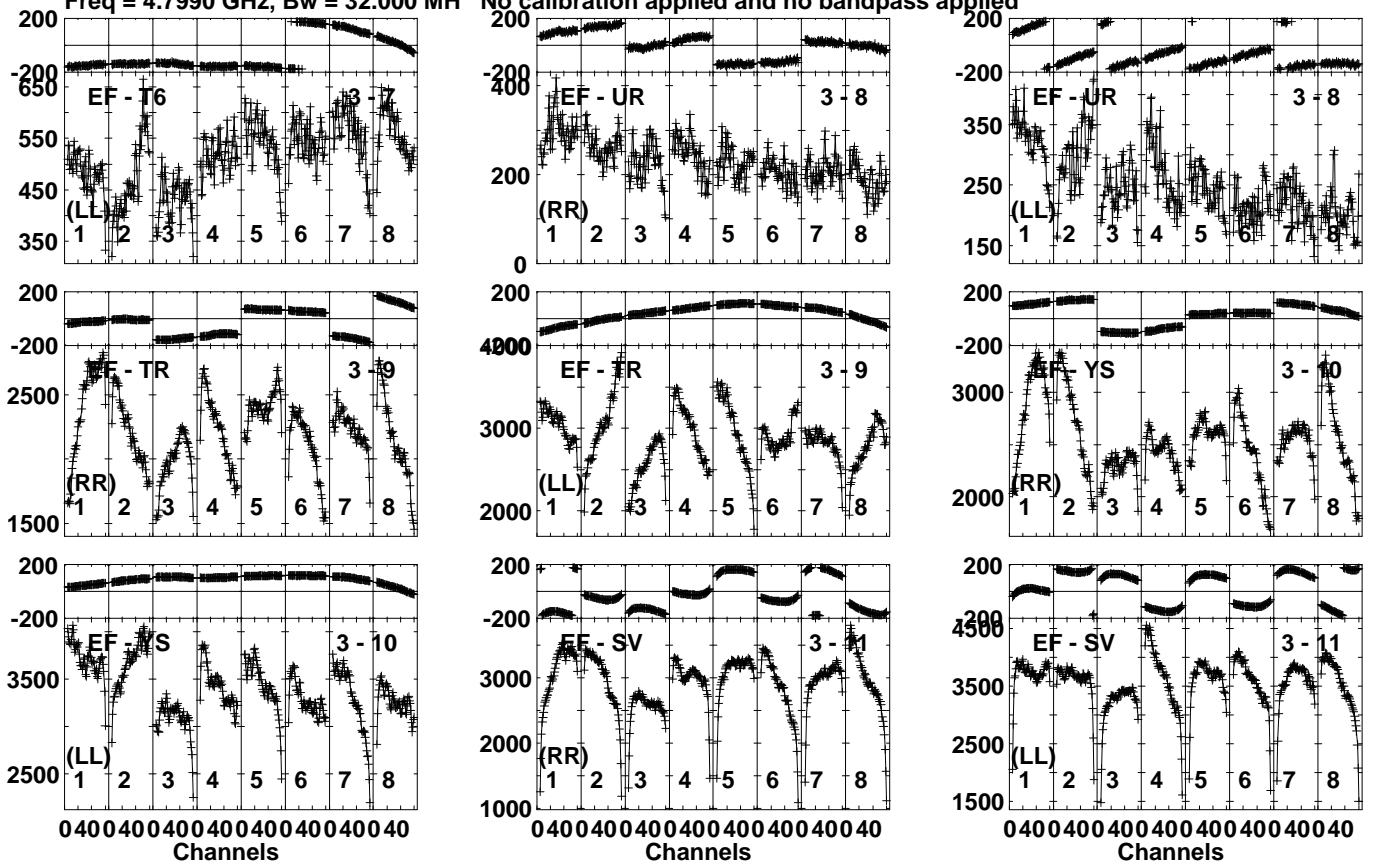 Freq = 4.7990 GHz, Bw = 32.000 MH No calibration applied and no bandpass applied
200 200 200
-200 -200 -200
650 EF - T6 3 - 7 400 EF - UR 3 - 8 EF - UR 3 - 8
550 350
450 200 250
(LL) (RR) (LL)
350 150
1 2 3 4 5 6 7 8 1 2 3 4 5 6 7 8 1 2 3 4 5 6 7 8
0
200 200 200
-200 4000 -200
EF - TR 3 - 9 EF - TR 3 - 9 EF - YS 3 - 10
2500 3000 3000
(RR) (LL) (RR)
1 2 3 4 5 6 7 8 1 2 3 4 5 6 7 8 1 2 3 4 5 6 7 8
1500 2000 2000
200 200 200
-200 -200 -200
4500
EF - YS 3 - 10 EF - SV 3 - 11 EF - SV 3 - 11
3500 3000 3500
(LL) 2000 (RR) 2500 (LL)
2500 1 2 3 4 5 6 7 8 1 2 3 4 5 6 7 8 1 2 3 4 5 6 7 8
1000 1500
0 40 0 40 0 40 0 40 0 40 0 40 0 40 0 40 0 40 0 40 0 40 0 40 0 40 0 40 0 40 0 40 0 40 0 40 0 40 0 40 0 40 0 40 0 40 0 40
Channels Channels Channels